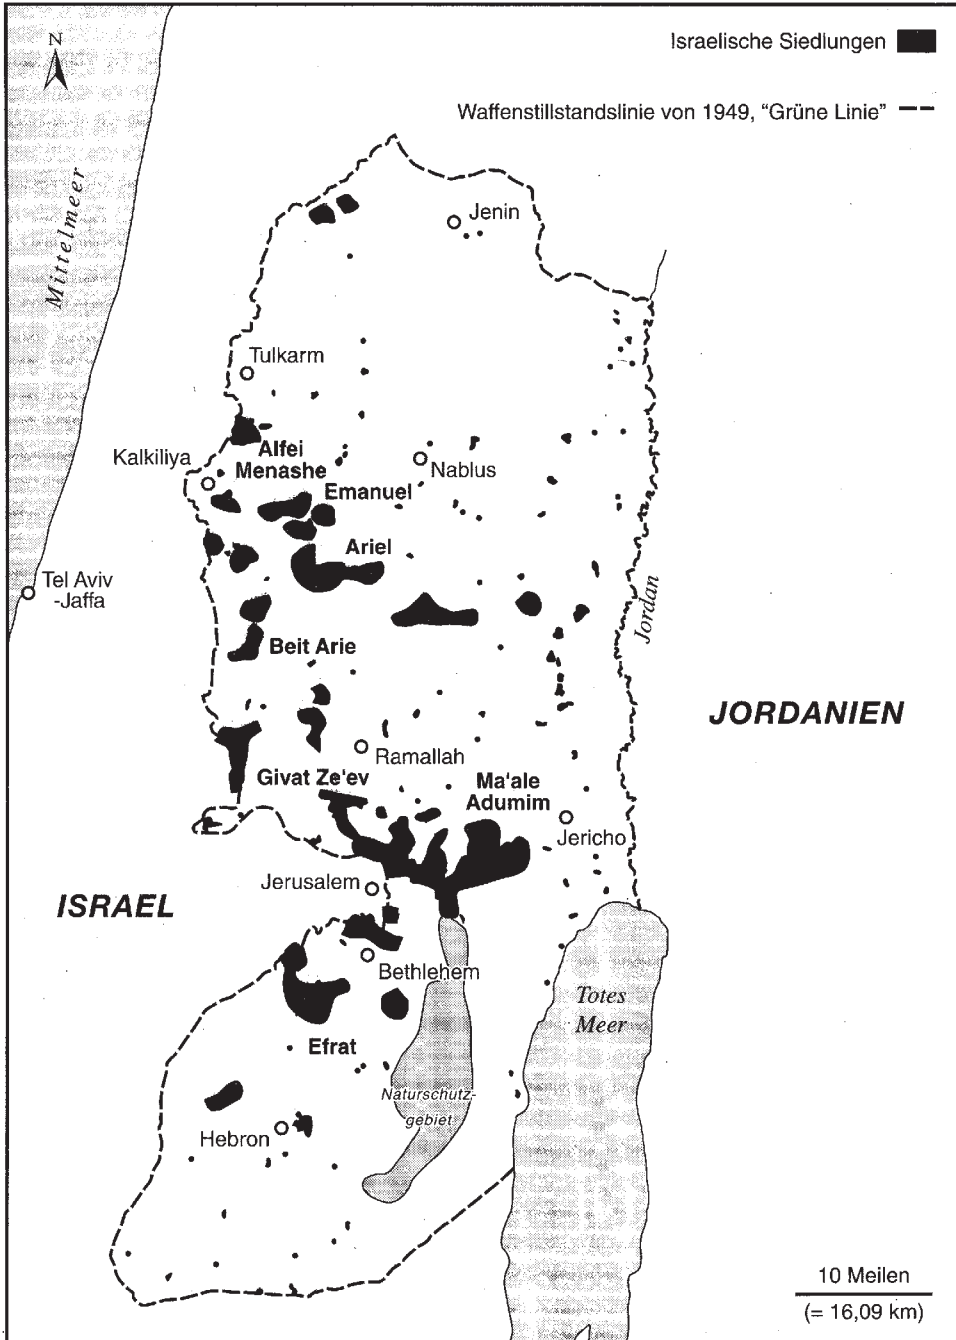 N
Israelische Siedlungen
Waffenstillstandslinie von 1949, "Grüne Linie"
Mittelmeer
Jenin
Tulkarm
Kalkiliya
Alfei
Menashe
Nablus
Emanuel
Ariel
Tel Aviv
-Jaffa
Jordan
Beit Arie
JORDANIEN
Ramallah
Givat Ze'ev
Ma'ale
Adumim
Jericho
Jerusalem
ISRAEL
Bethlehem
Totes
Meer
Efrat
Naturschutz-
gebiet
Hebron
10 Meilen
(= 16,09 km)